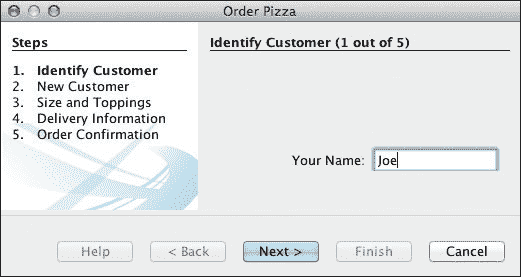 Order Pizza
Steps
1. Identify Customer
2. New Customer
3. Size and Toppings
4. Delivery Information
5. Order Confirmation
Identify Customer (1 out of 5)
Your Name: Joe
Help < Back Next > Finish Cancel